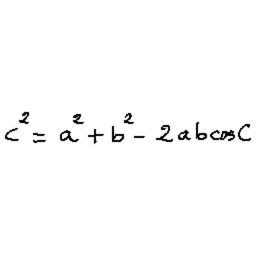 c² = a² + b² - 2abcosC